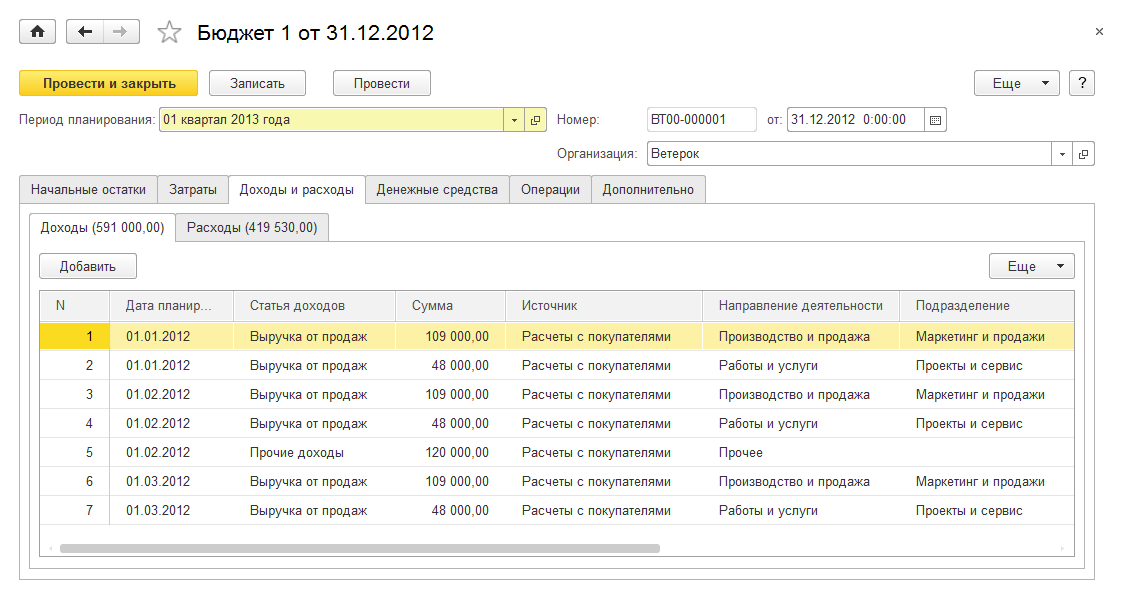 Бюджет 1 от 31.12.2012
×
Провести и закрыть Записать Провести Еще ?
Период планирования: 01 квартал 2013 года Номер: ВТ00-000001 от: 31.12.2012 0:00:00
Организация: Ветерок
Начальные остатки Затраты Доходы и расходы Денежные средства Операции Дополнительно
Доходы (591 000,00) Расходы (419 530,00)
Добавить Еще
N Дата планир... Статья доходов Сумма Источник Направление деятельности Подразделение
1 01.01.2012 Выручка от продаж 109 000,00 Расчеты с покупателями Производство и продажа Маркетинг и продажи
2 01.01.2012 Выручка от продаж 48 000,00 Расчеты с покупателями Работы и услуги Проекты и сервис
3 01.02.2012 Выручка от продаж 109 000,00 Расчеты с покупателями Производство и продажа Маркетинг и продажи
4 01.02.2012 Выручка от продаж 48 000,00 Расчеты с покупателями Работы и услуги Проекты и сервис
5 01.02.2012 Прочие доходы 120 000,00 Расчеты с покупателями Прочее
6 01.03.2012 Выручка от продаж 109 000,00 Расчеты с покупателями Производство и продажа Маркетинг и продажи
7 01.03.2012 Выручка от продаж 48 000,00 Расчеты с покупателями Работы и услуги Проекты и сервис